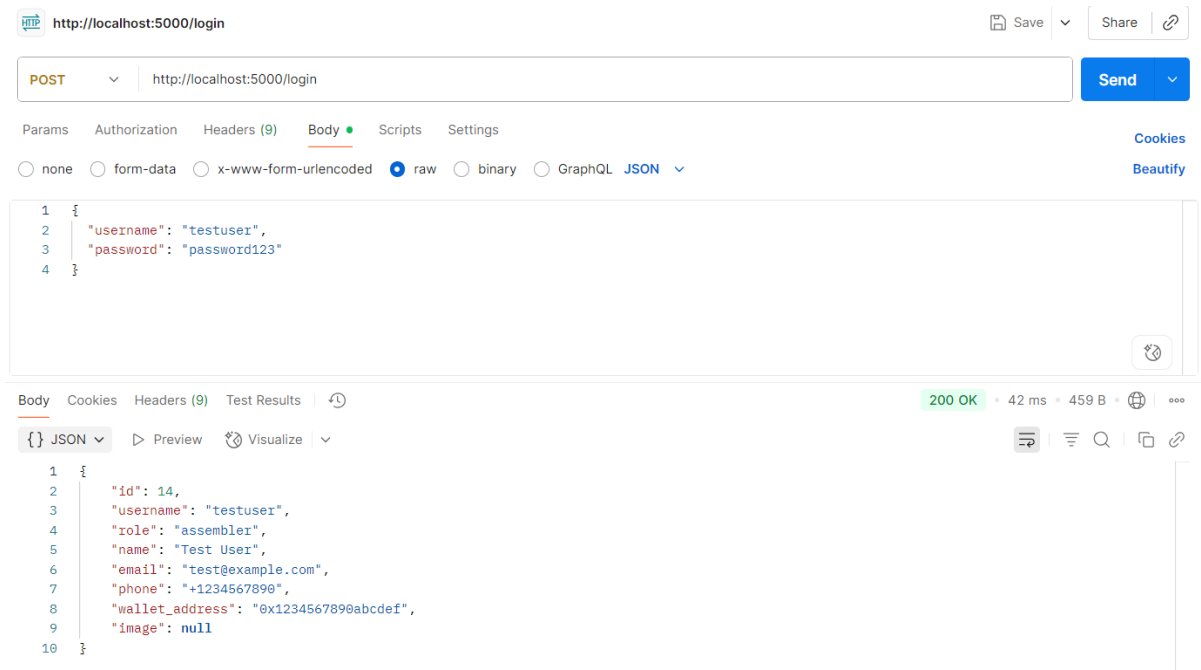 HTTP http://localhost:5000/login Save Share
POST http://localhost:5000/login Send
Params Authorization Headers (9) Body Scripts Settings Cookies
none form-data x-www-form-urlencoded raw binary GraphQL JSON Beautify
1 {
2 "username": "testuser",
3 "password": "password123"
4 }
Body Cookies Headers (9) Test Results 200 OK 42 ms 459 B
{} JSON Preview Visualize
1 {
2 "id": 14,
3 "username": "testuser",
4 "role": "assembler",
5 "name": "Test User",
6 "email": "test@example.com",
7 "phone": "+1234567890",
8 "wallet_address": "0x1234567890abcdef",
9 "image": null
10 }